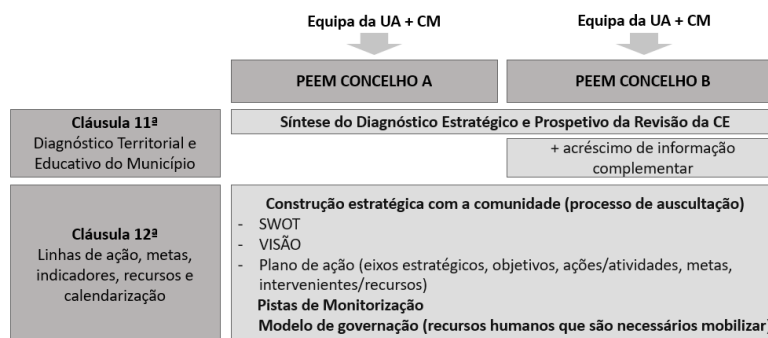 Equipa da UA + CM
Equipa da UA + CM
PEEM CONCELHO A
PEEM CONCELHO B
Cláusula 11ª
Diagnóstico Territorial e
Educativo do Município
Síntese do Diagnóstico Estratégico e Prospetivo da Revisão da CE
+ acréscimo de informação
complementar
Cláusula 12ª
Linhas de ação, metas,
indicadores, recursos e
calendarização
Construção estratégica com a comunidade (processo de auscultação)
- SWOT
- VISÃO
- Plano de ação (eixos estratégicos, objetivos, ações/atividades, metas,
intervenientes/recursos)
Pistas de Monitorização
Modelo de governação (recursos humanos que são necessários mobilizar)